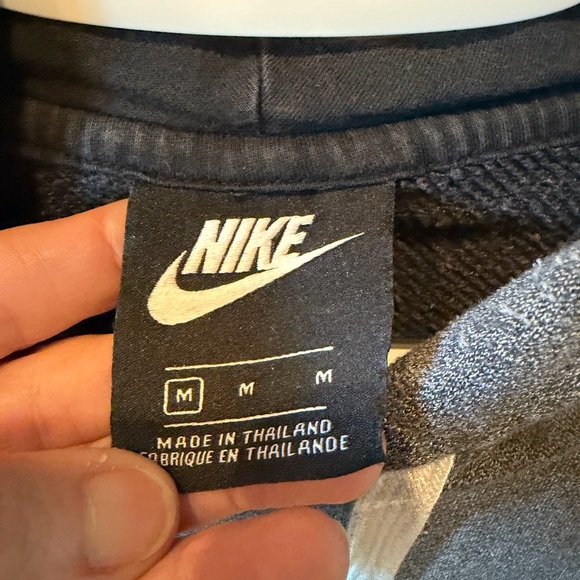 NIKE
M M M
MADE IN THAILAND
FABRIQUE EN THAILANDE